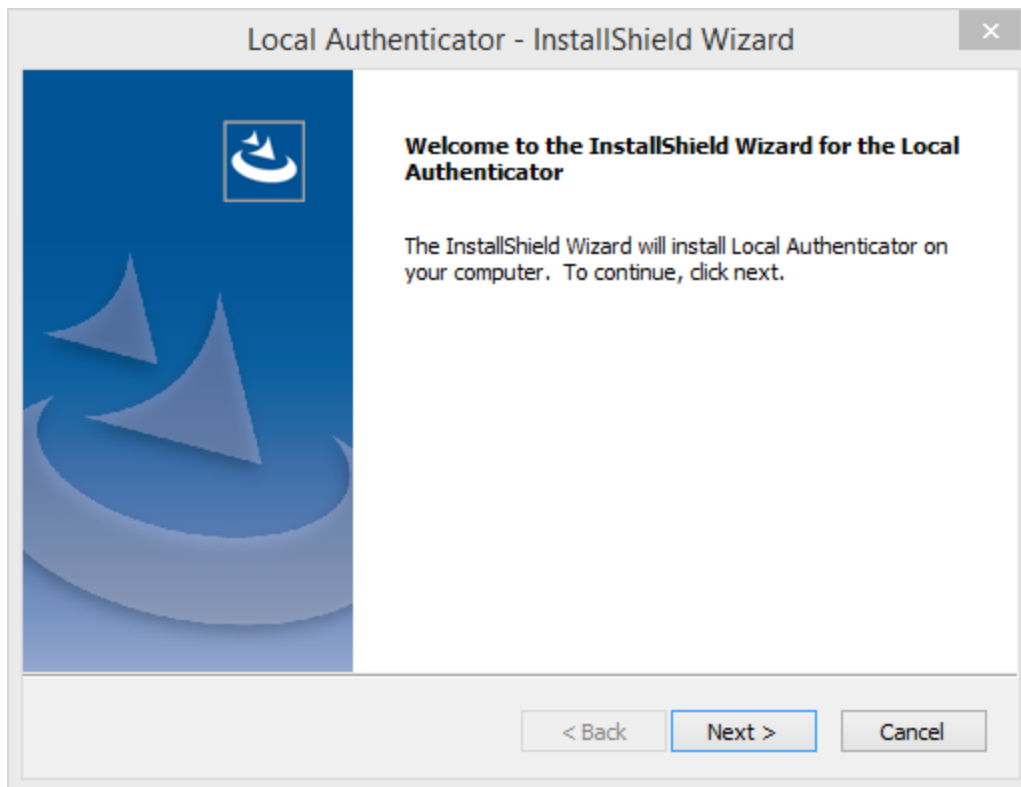 Local Authenticator - InstallShield Wizard
Welcome to the InstallShield Wizard for the Local
Authenticator
The InstallShield Wizard will install Local Authenticator on
your computer.  To continue, click next.
< Back
Next >
Cancel